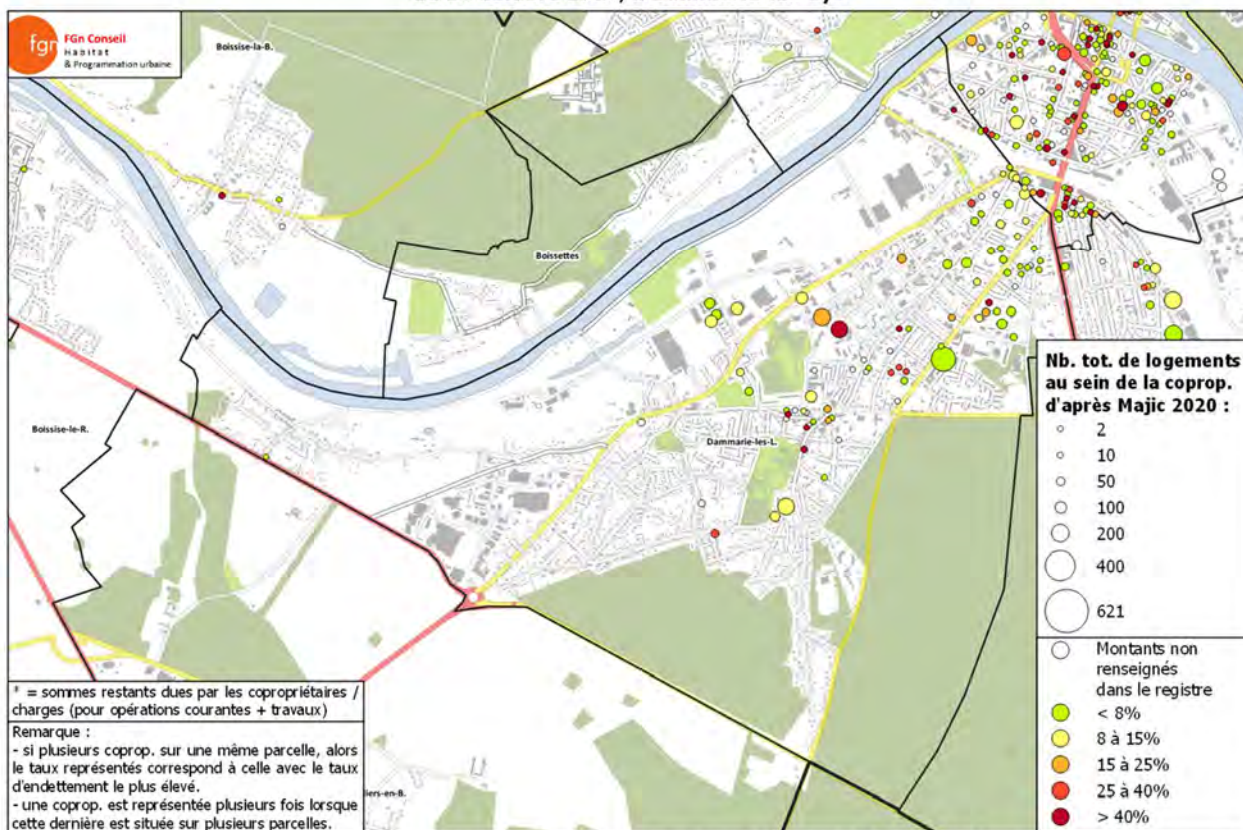 fgn
FGn Conseil
Habitat
& Programmation urbaine
Boissise-la-B.
Boissettes
Boissise-le-R.
Dammarie-les-L.
iers-en-B.
Nb. tot. de logements
au sein de la coprop.
d'après Majic 2020 :
2
10
50
100
200
400
621
Montants non
renseignés
dans le registre
< 8%
8 à 15%
15 à 25%
25 à 40%
> 40%
* = sommes restants dues par les copropriétaires /
charges (pour opérations courantes + travaux)
Remarque :
- si plusieurs coprop. sur une même parcelle, alors
le taux représentés correspond à celle avec le taux
d'endettement le plus élevé.
- une coprop. est représentée plusieurs fois lorsque
cette dernière est située sur plusieurs parcelles.